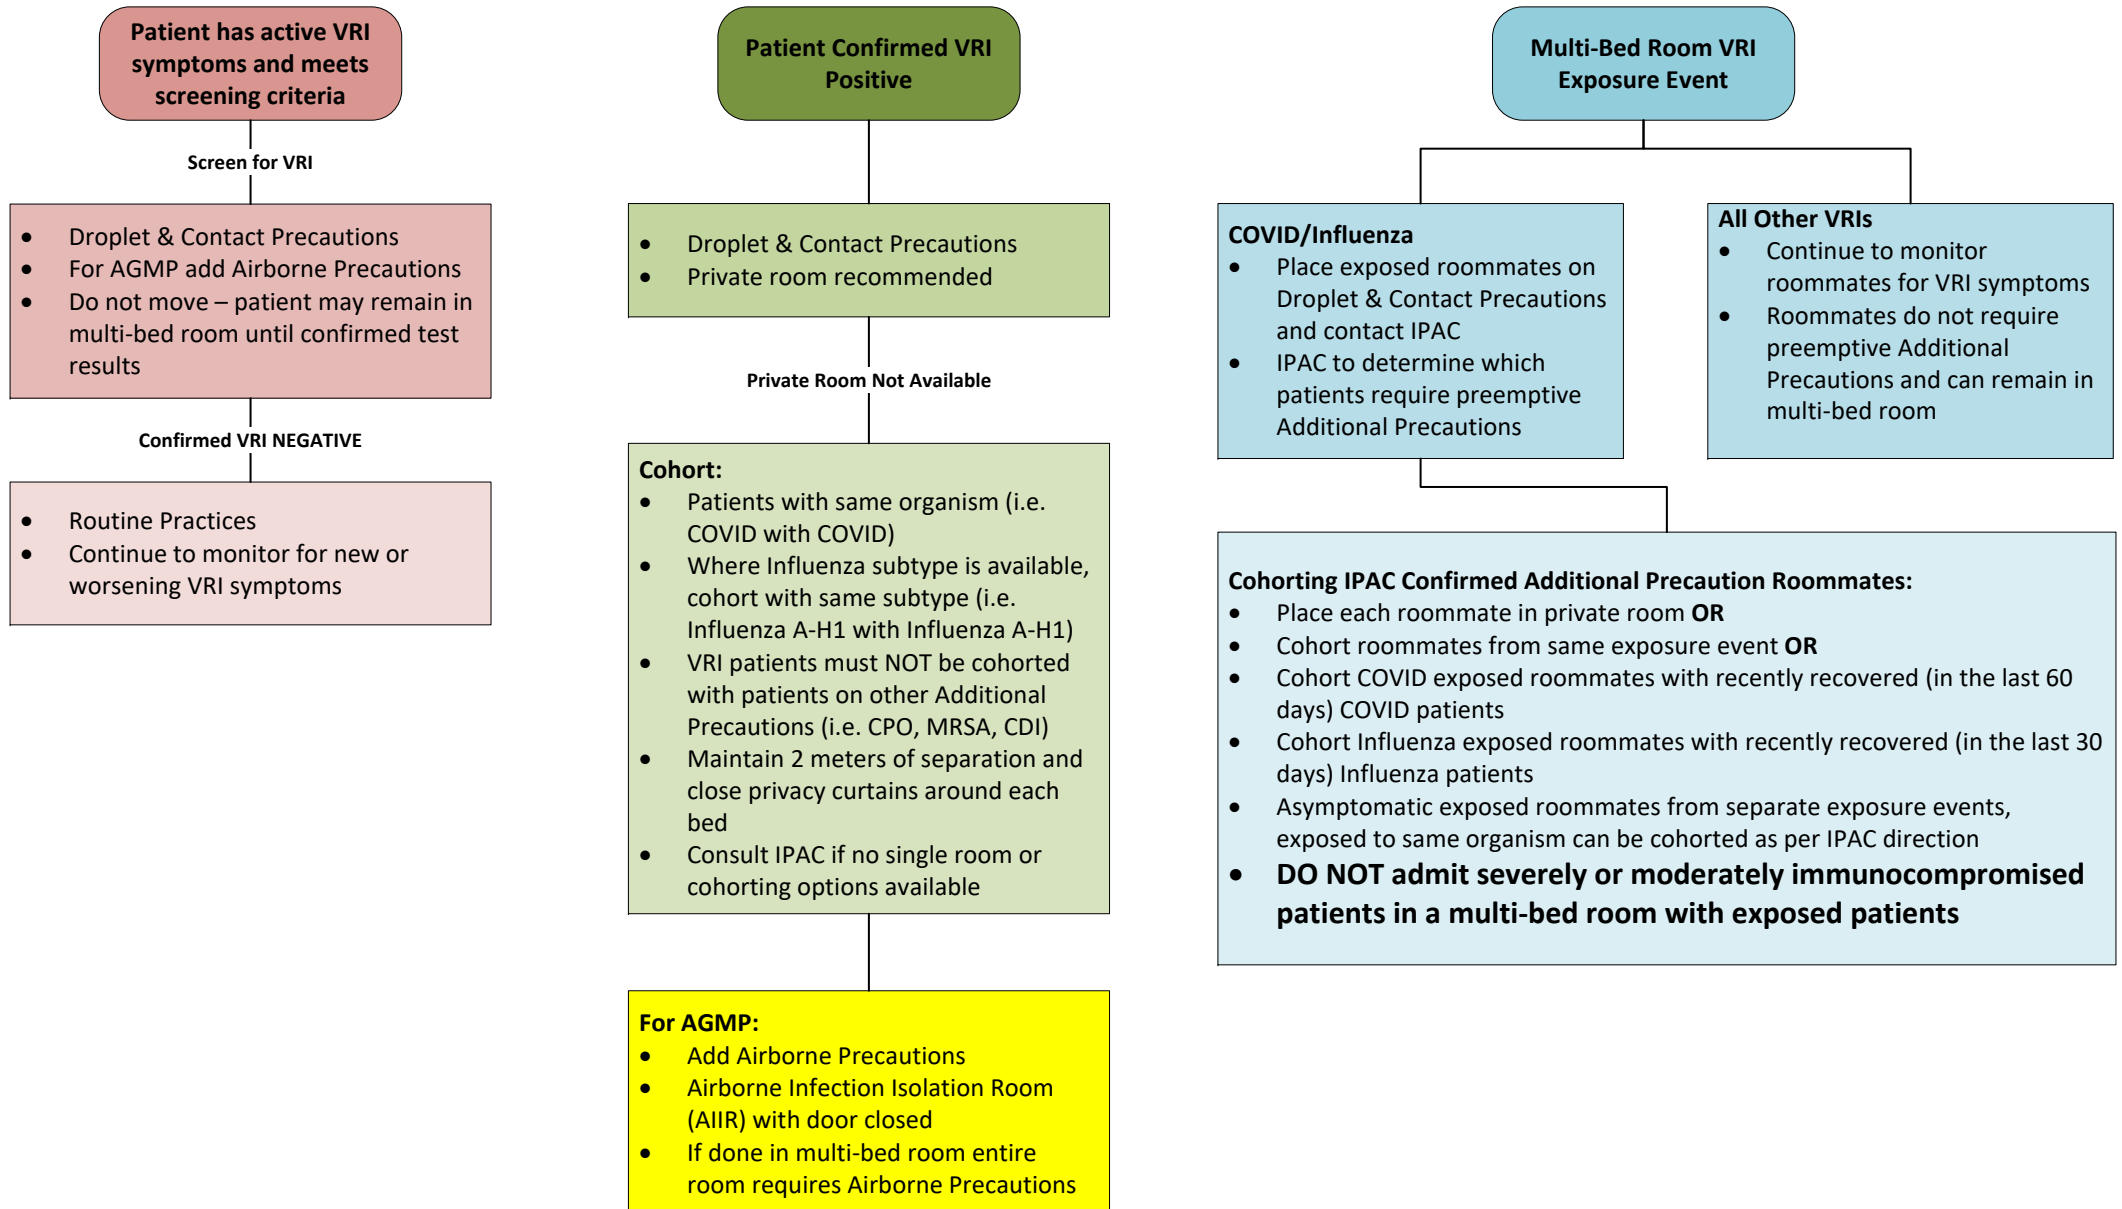 Patient has active VRI
symptoms and meets
screening criteria
Screen for VRI
• Droplet & Contact Precautions
• For AGMP add Airborne Precautions
• Do not move – patient may remain in
multi-bed room until confirmed test
results
Confirmed VRI NEGATIVE
• Routine Practices
• Continue to monitor for new or
worsening VRI symptoms
Patient Confirmed VRI
Positive
• Droplet & Contact Precautions
• Private room recommended
Private Room Not Available
Cohort:
• Patients with same organism (i.e.
COVID with COVID)
• Where Influenza subtype is available,
cohort with same subtype (i.e.
Influenza A-H1 with Influenza A-H1)
• VRI patients must NOT be cohorted
with patients on other Additional
Precautions (i.e. CPO, MRSA, CDI)
• Maintain 2 meters of separation and
close privacy curtains around each
bed
• Consult IPAC if no single room or
cohorting options available
For AGMP:
• Add Airborne Precautions
• Airborne Infection Isolation Room
(AIIR) with door closed
• If done in multi-bed room entire
room requires Airborne Precautions
Multi-Bed Room VRI
Exposure Event
COVID/Influenza
• Place exposed roommates on
Droplet & Contact Precautions
and contact IPAC
• IPAC to determine which
patients require preemptive
Additional Precautions
All Other VRIs
• Continue to monitor
roommates for VRI symptoms
• Roommates do not require
preemptive Additional
Precautions and can remain in
multi-bed room
Cohorting IPAC Confirmed Additional Precaution Roommates:
• Place each roommate in private room OR
• Cohort roommates from same exposure event OR
• Cohort COVID exposed roommates with recently recovered (in the last 60
days) COVID patients
• Cohort Influenza exposed roommates with recently recovered (in the last 30
days) Influenza patients
• Asymptomatic exposed roommates from separate exposure events,
exposed to same organism can be cohorted as per IPAC direction
• DO NOT admit severely or moderately immunocompromised
patients in a multi-bed room with exposed patients